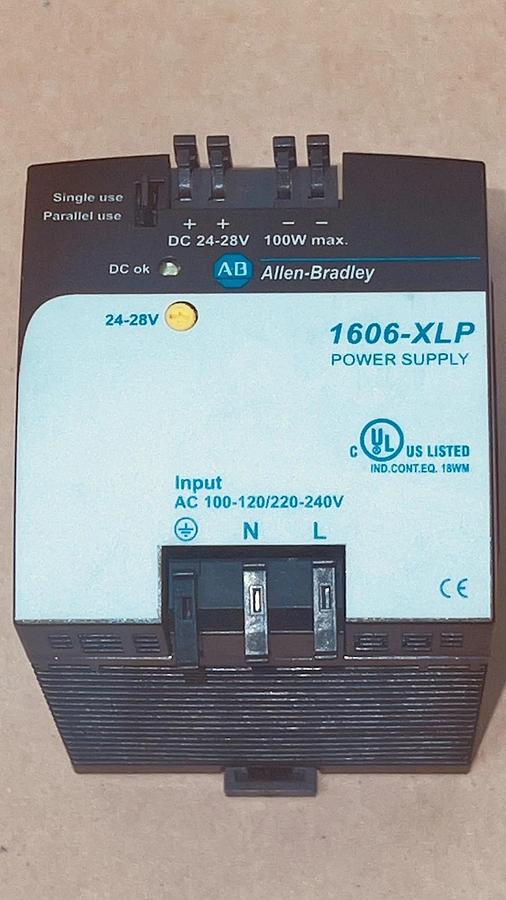 Single use
Parallel use
+ + − −
DC 24-28V 100W max.
DC ok
AB Allen-Bradley
24-28V
1606-XLP
POWER SUPPLY
C UL US LISTED
IND.CONT.EQ. 18WM
Input
AC 100-120/220-240V
N L
CE